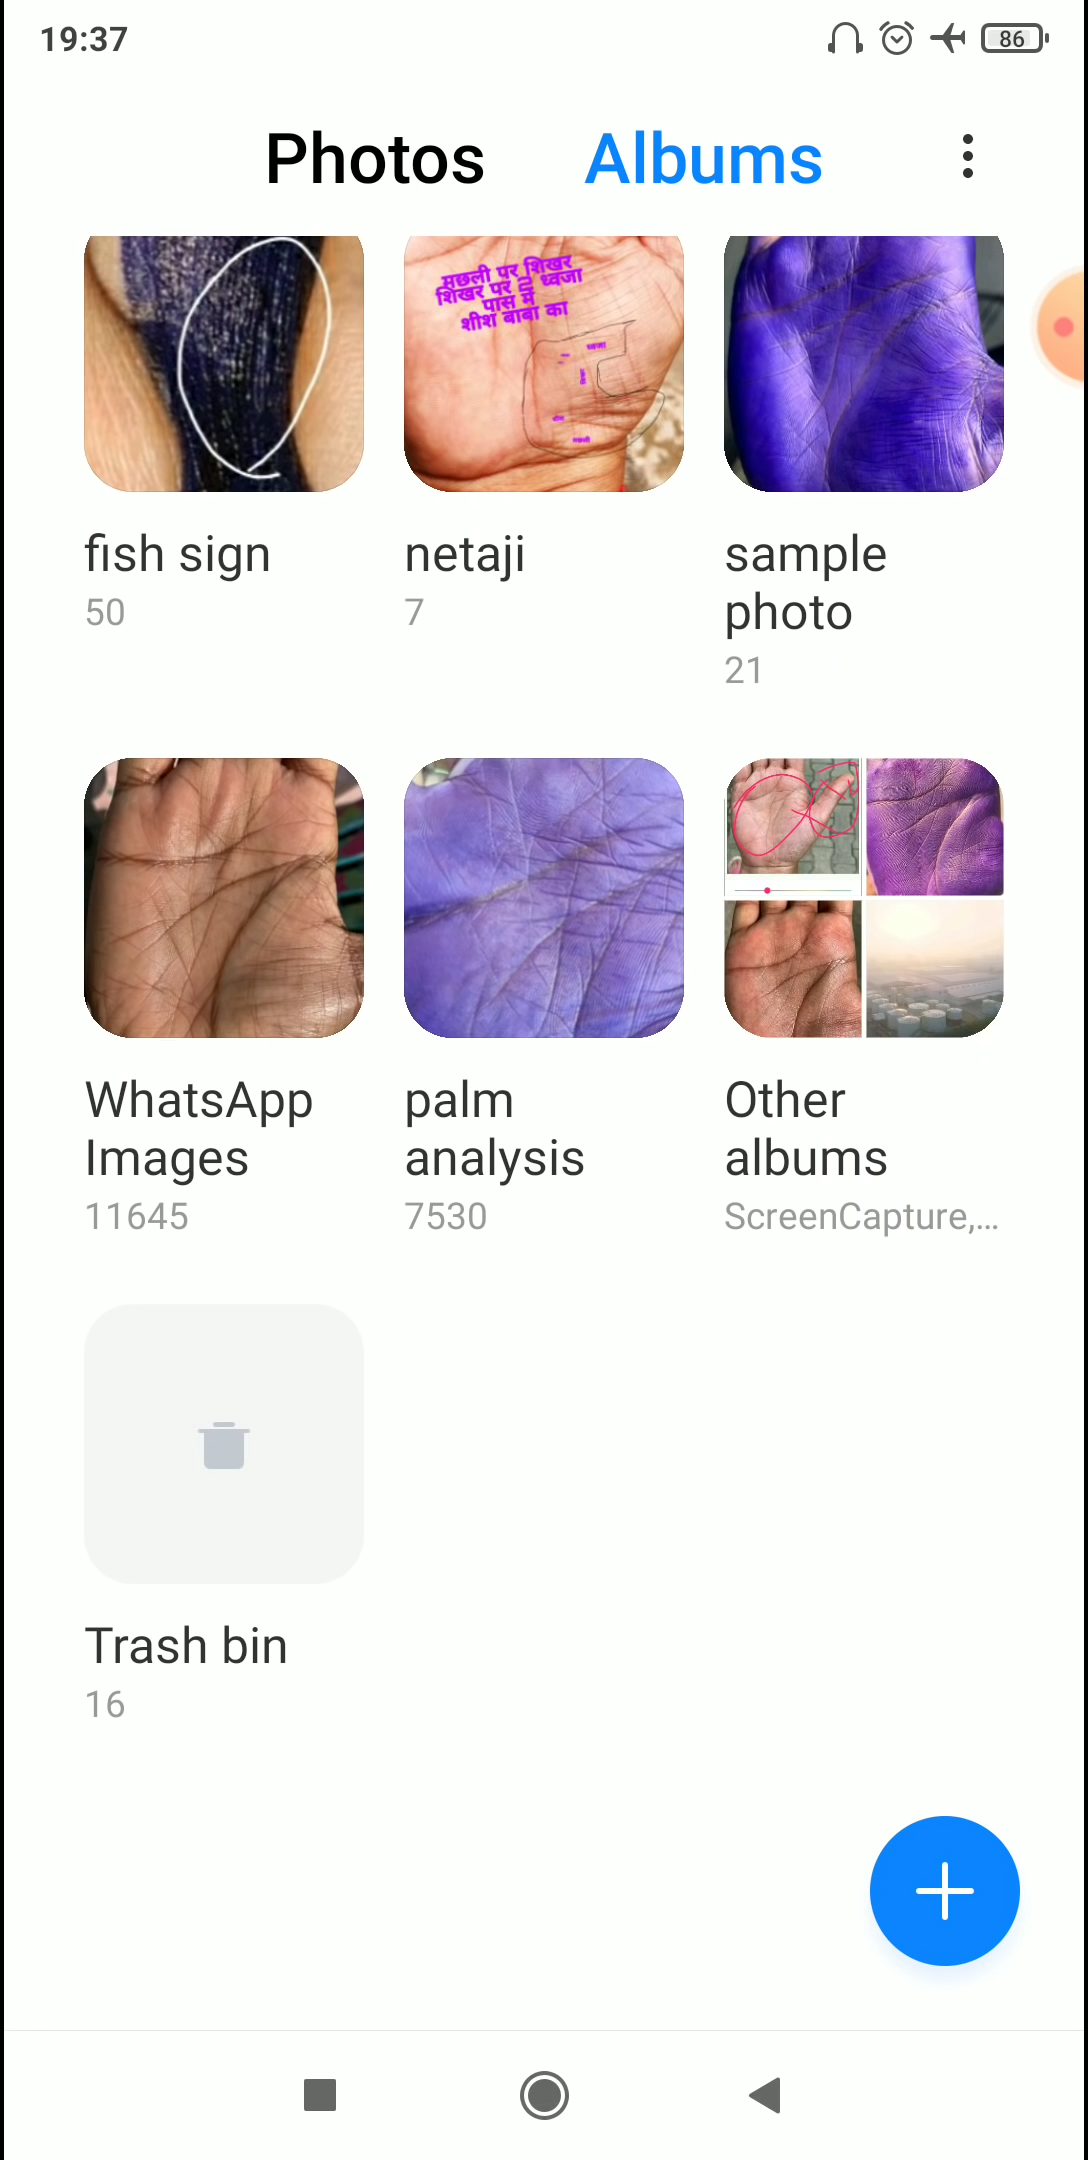 19:37
86
Photos Albums
मछली पर शिखर
शिखर पर ध्वजा
पास में
शीश बाबा का
ध्वजा
fish sign
50
netaji
7
sample
photo
21
WhatsApp
Images
11645
palm
analysis
7530
Other
albums
ScreenCapture,...
Trash bin
16